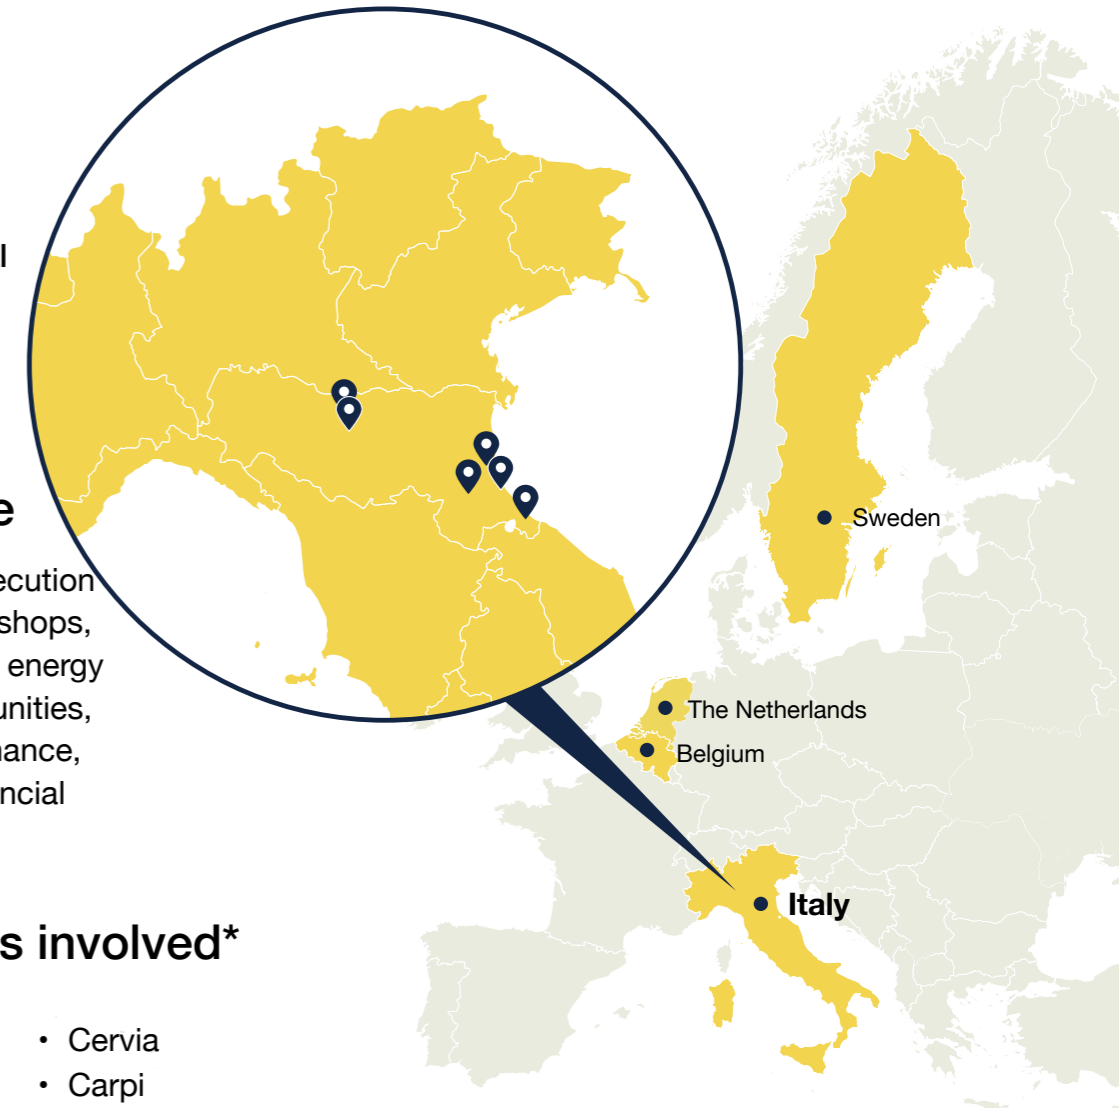 l
e
ecution
shops,
energy
unities,
nance,
ncial
s involved*
• Cervia
• Carpi
Sweden
The Netherlands
Belgium
Italy